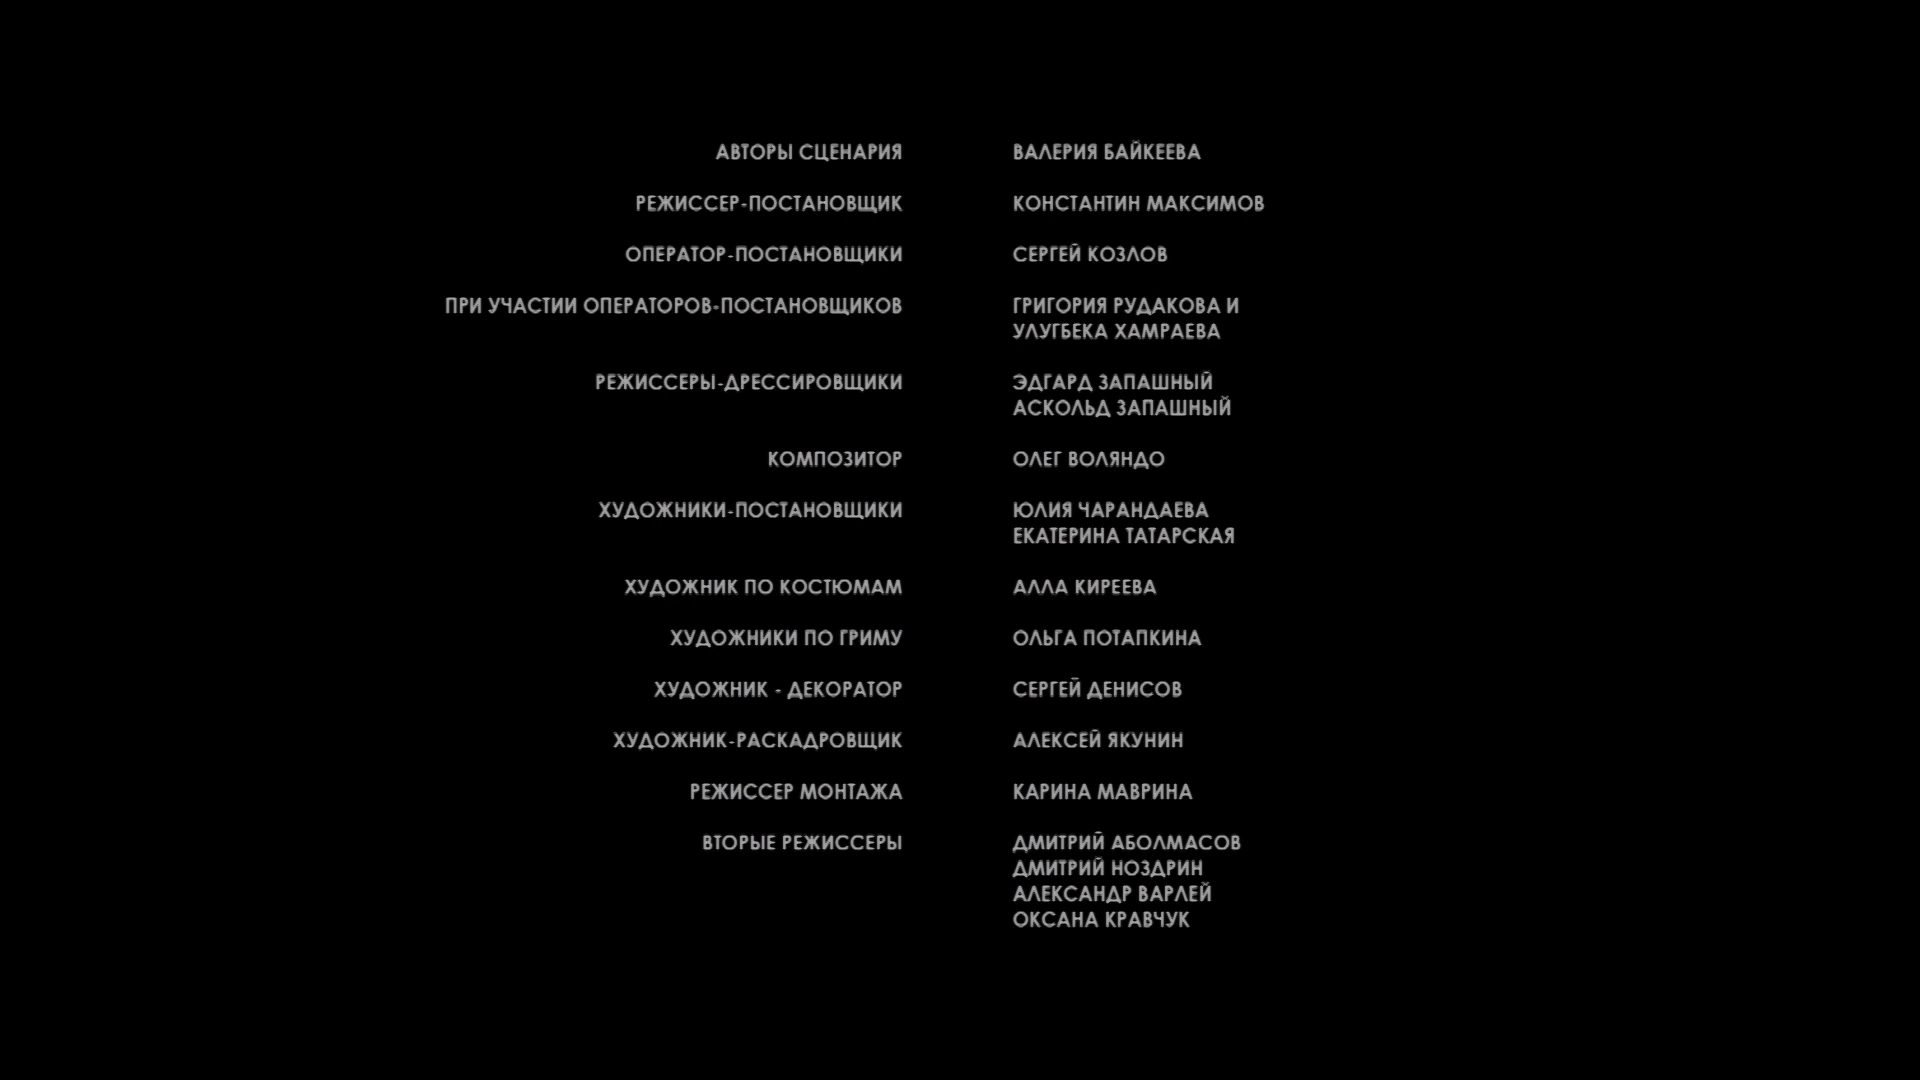 АВТОРЫ СЦЕНАРИЯ ВАЛЕРИЯ БАЙКЕЕВА
РЕЖИССЕР-ПОСТАНОВЩИК КОНСТАНТИН МАКСИМОВ
ОПЕРАТОР-ПОСТАНОВЩИКИ СЕРГЕЙ КОЗЛОВ
ПРИ УЧАСТИИ ОПЕРАТОРОВ-ПОСТАНОВЩИКОВ ГРИГОРИЯ РУДАКОВА И
УЛУГБЕКА ХАМРАЕВА
РЕЖИССЕРЫ-ДРЕССИРОВЩИКИ ЭДГАРД ЗАПАШНЫЙ
АСКОЛЬД ЗАПАШНЫЙ
КОМПОЗИТОР ОЛЕГ ВОЛЯНДО
ХУДОЖНИКИ-ПОСТАНОВЩИКИ ЮЛИЯ ЧАРАНДАЕВА
ЕКАТЕРИНА ТАТАРСКАЯ
ХУДОЖНИК ПО КОСТЮМАМ АЛЛА КИРЕЕВА
ХУДОЖНИКИ ПО ГРИМУ ОЛЬГА ПОТАПКИНА
ХУДОЖНИК - ДЕКОРАТОР СЕРГЕЙ ДЕНИСОВ
ХУДОЖНИК-РАСКАДРОВЩИК АЛЕКСЕЙ ЯКУНИН
РЕЖИССЕР МОНТАЖА КАРИНА МАВРИНА
ВТОРЫЕ РЕЖИССЕРЫ ДМИТРИЙ АБОЛМАСОВ
ДМИТРИЙ НОЗДРИН
АЛЕКСАНДР ВАРЛЕЙ
ОКСАНА КРАВЧУК